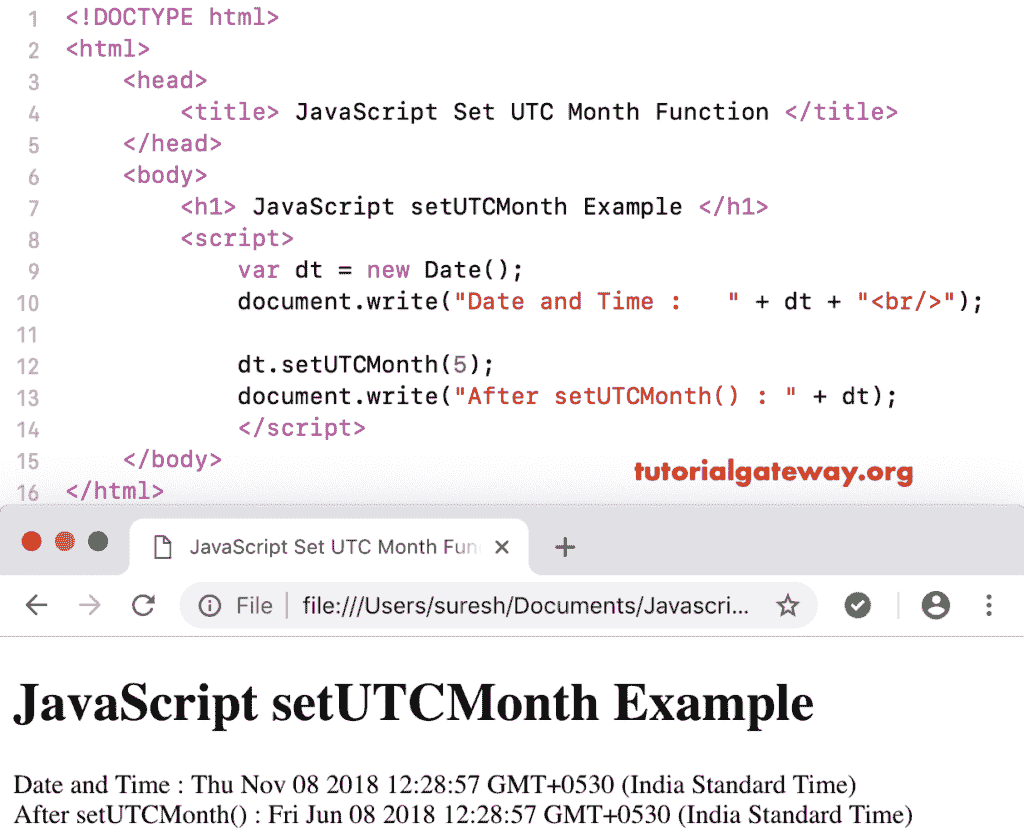 1 <!DOCTYPE html>
2 <html>
3 <head>
4 <title> JavaScript Set UTC Month Function </title>
5 </head>
6 <body>
7 <h1> JavaScript setUTCMonth Example </h1>
8 <script>
9 var dt = new Date();
10 document.write("Date and Time :   " + dt + "<br/>");
11
12 dt.setUTCMonth(5);
13 document.write("After setUTCMonth() : " + dt);
14 </script>
15 </body>
tutorialgateway.org
16 </html>
JavaScript Set UTC Month Fun
File file:///Users/suresh/Documents/Javascri...
JavaScript setUTCMonth Example
Date and Time : Thu Nov 08 2018 12:28:57 GMT+0530 (India Standard Time)
After setUTCMonth() : Fri Jun 08 2018 12:28:57 GMT+0530 (India Standard Time)